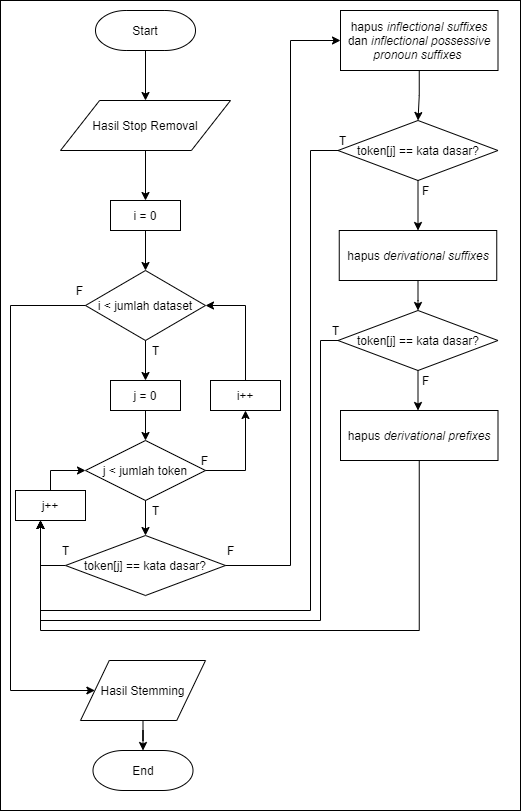 Start
Hasil Stop Removal
i = 0
i < jumlah dataset
F
T
j = 0
i++
j < jumlah token
F
T
j++
token[j] == kata dasar?
T
F
hapus inflectional suffixes
dan inflectional possessive
pronoun suffixes
token[j] == kata dasar?
T
F
hapus derivational suffixes
token[j] == kata dasar?
T
F
hapus derivational prefixes
Hasil Stemming
End